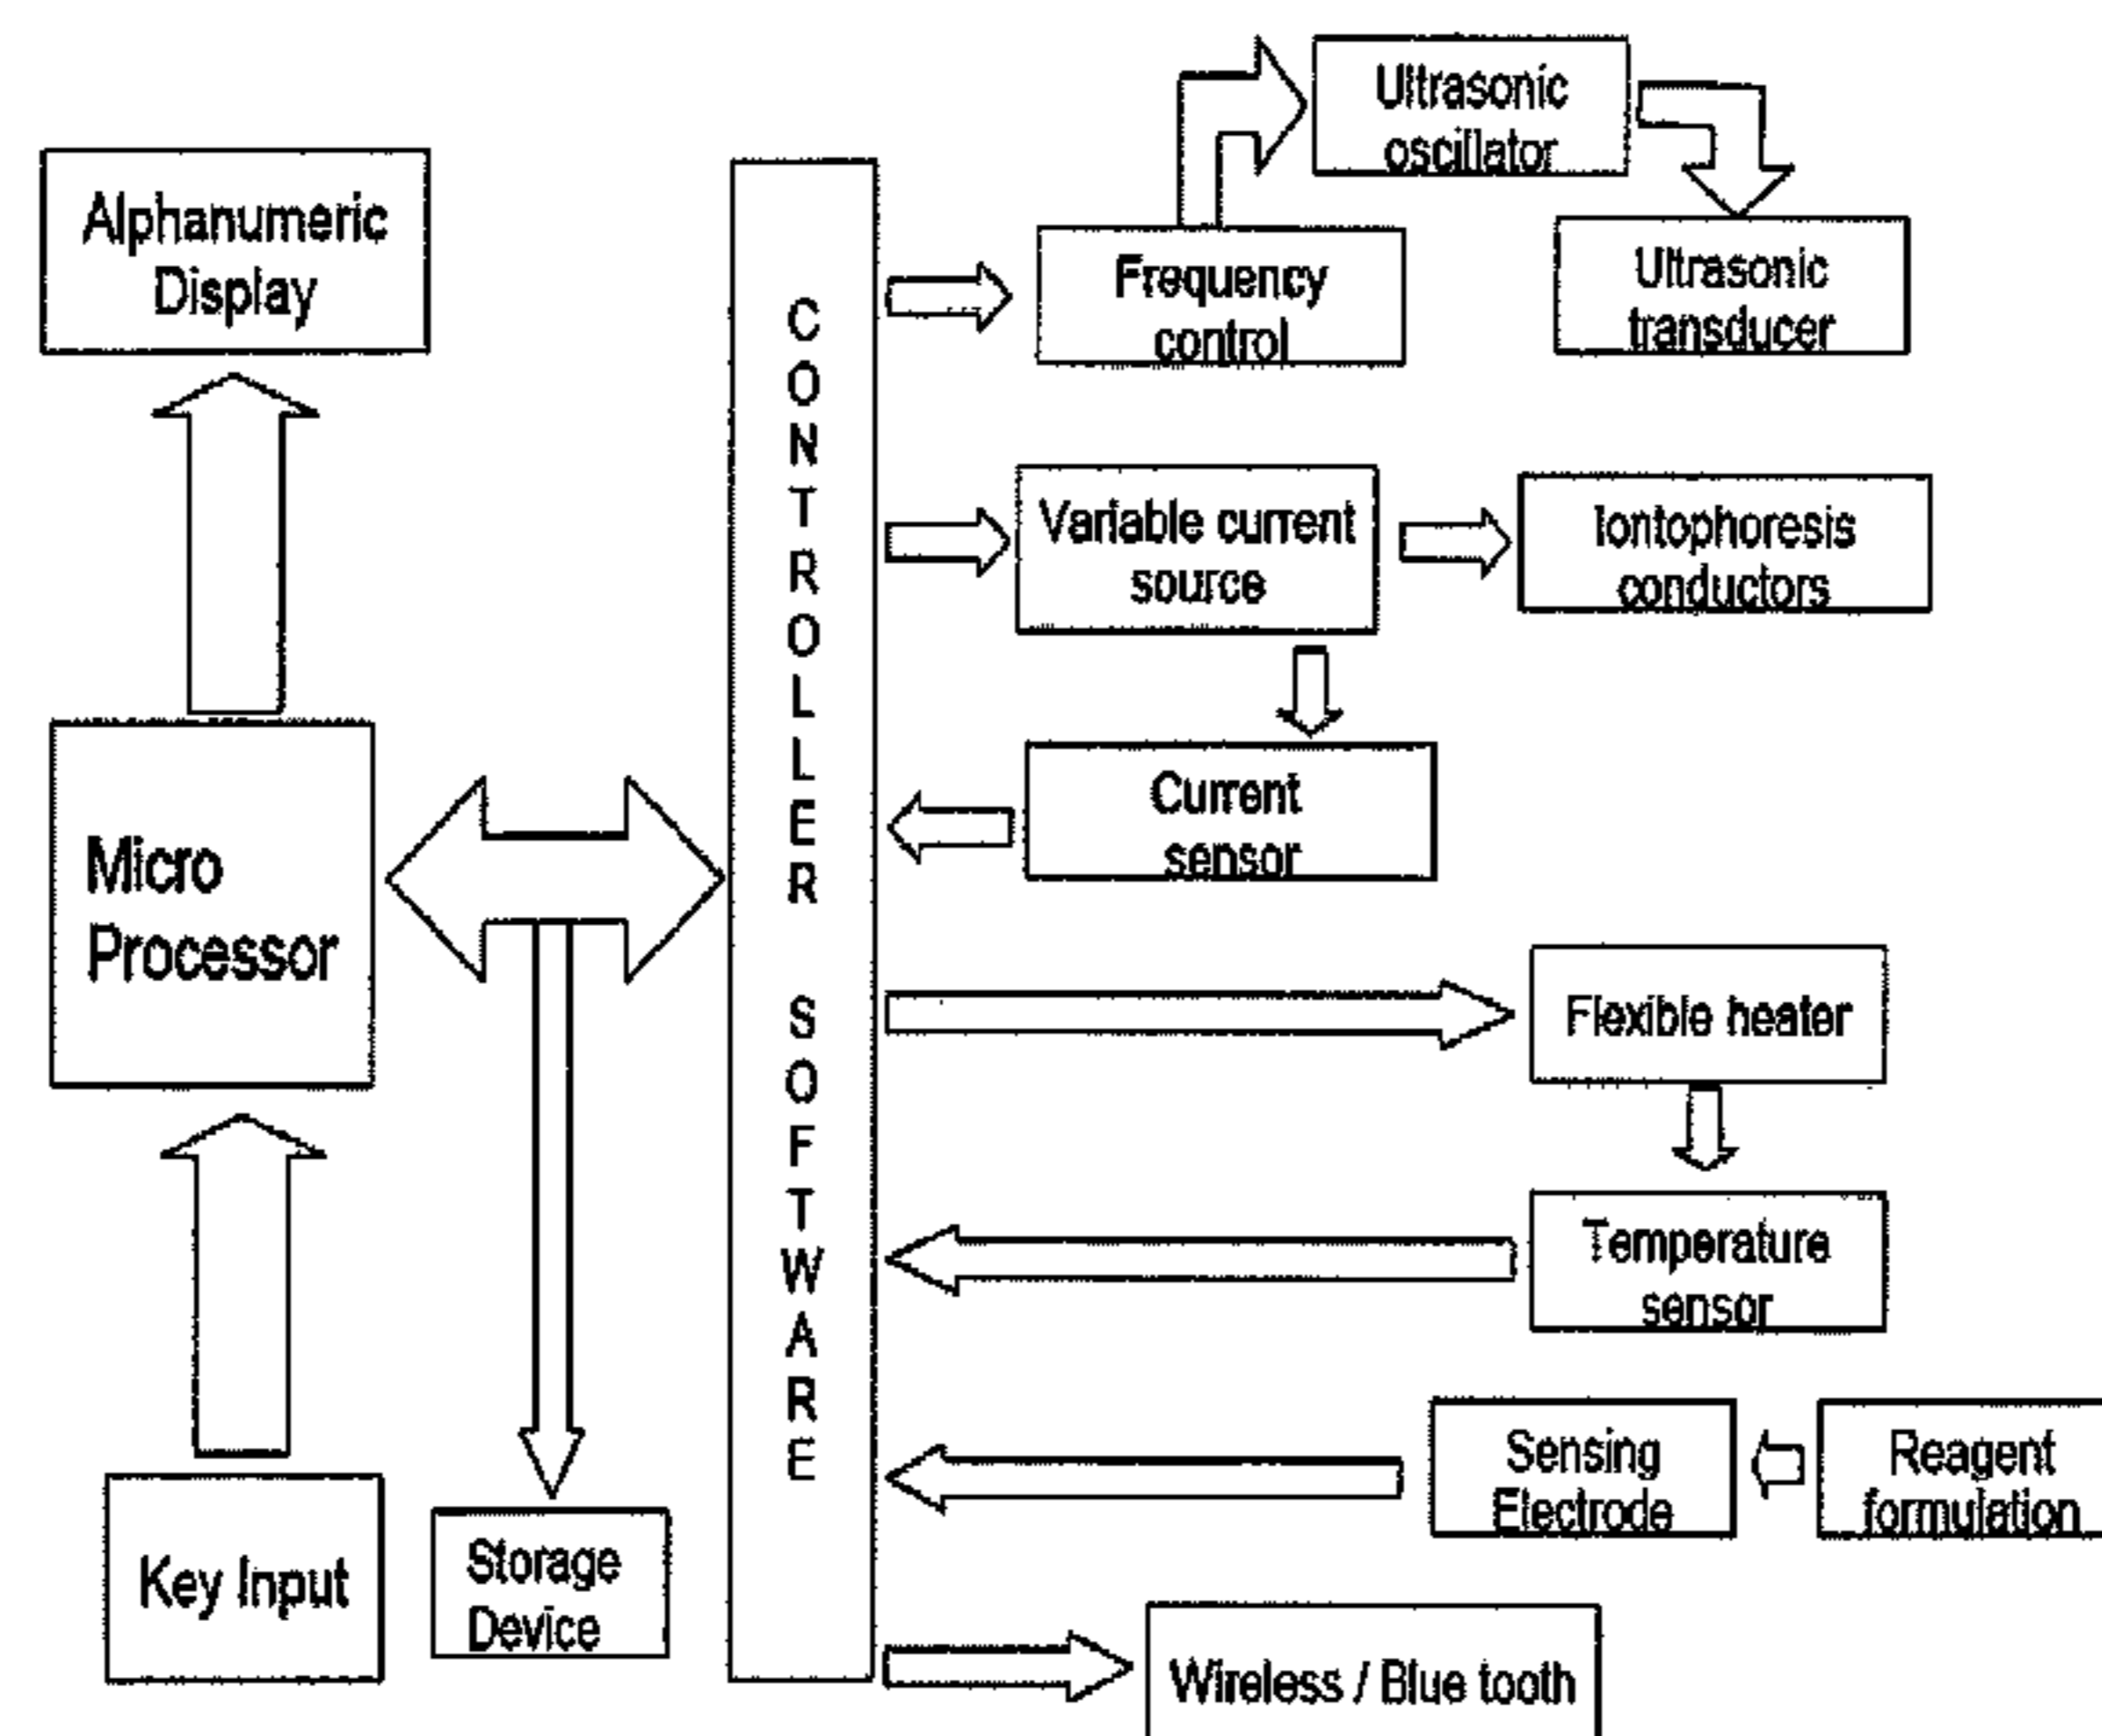 Ultrasonic
oscillator
Alphanumeric
Display
Frequency
control
Ultrasonic
transducer
CONTROLLER SOFTWARE
Variable current
source
Iontophoresis
conductors
Current
sensor
Micro
Processor
Flexible heater
Temperature
sensor
Sensing
Electrode
Reagent
formulation
Key Input
Storage
Device
Wireless / Blue tooth